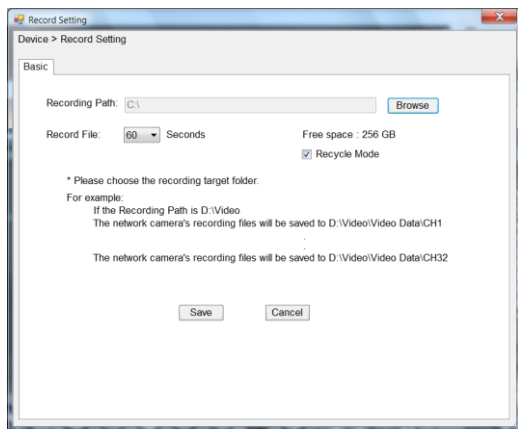 Record Setting
Device > Record Setting
Basic
Recording Path: C:\ Browse
Record File: 60 Seconds Free space : 256 GB
Recycle Mode
* Please choose the recording target folder.
For example:
If the Recording Path is D:\Video
The network camera's recording files will be saved to D:\Video\Video Data\CH1
.
.
The network camera's recording files will be saved to D:\Video\Video Data\CH32
Save Cancel